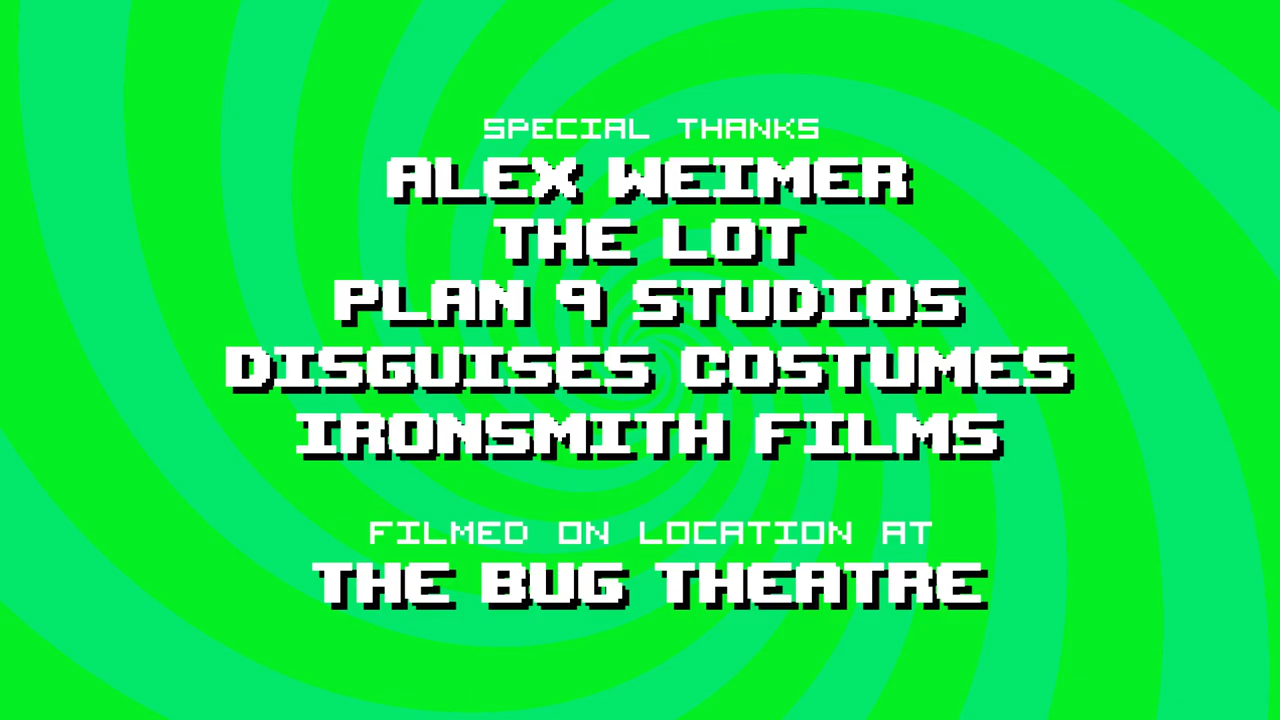 SPECIAL THANKS
ALEX WEIMER
THE LOT
PLAN 9 STUDIOS
DISGUISES COSTUMES
IRONSMITH FILMS
FILMED ON LOCATION AT
THE BUG THEATRE